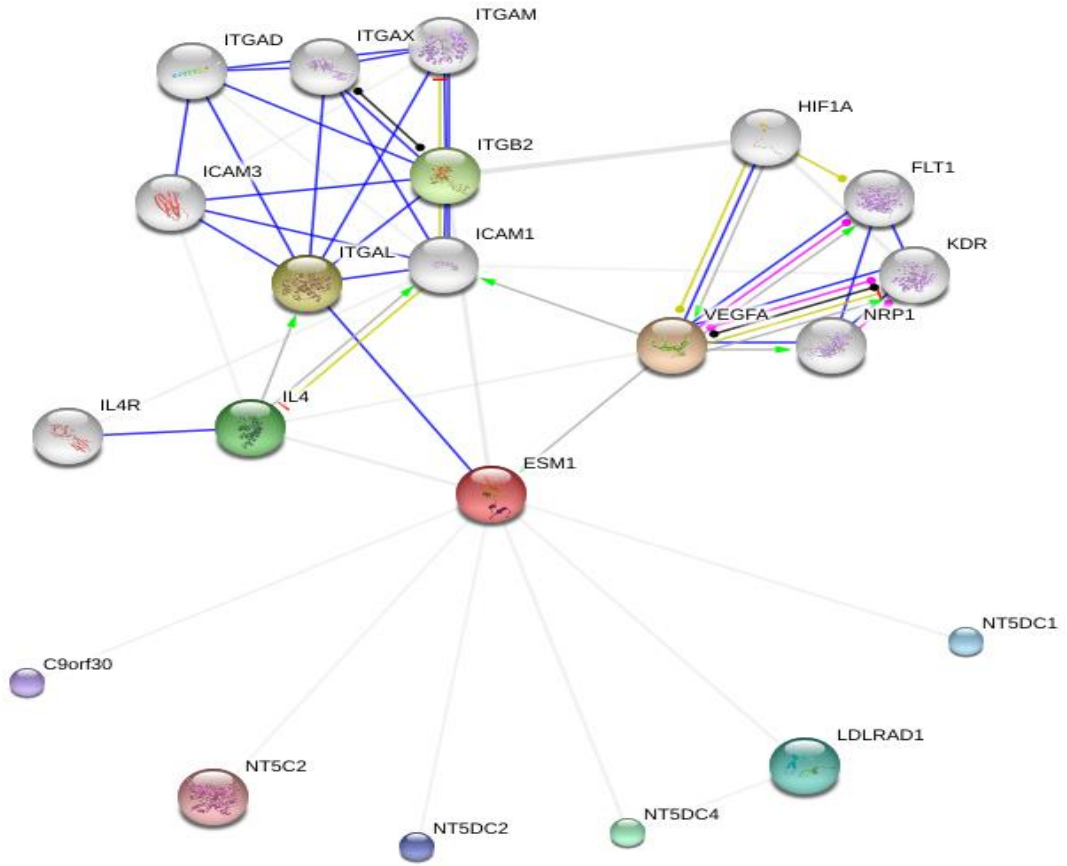 ITGAM
ITGAX
ITGAD
HIF1A
ITGB2
FLT1
ICAM3
ICAM1
KDR
ITGAL
VEGFA
NRP1
IL4
IL4R
ESM1
NT5DC1
C9orf30
LDLRAD1
NT5C2
NT5DC4
NT5DC2